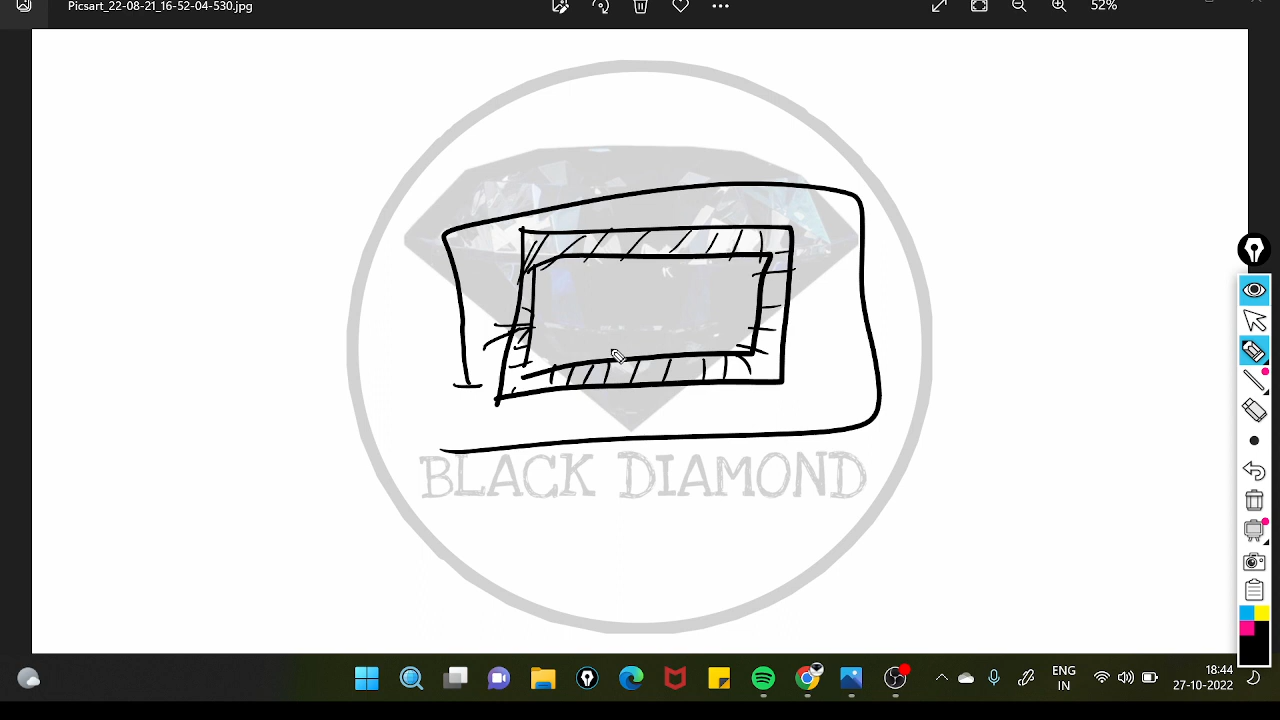 Picsart_22-08-21_16-52-04-530.jpg
52%
BLACK DIAMOND
ENG
IN
18:44
27-10-2022